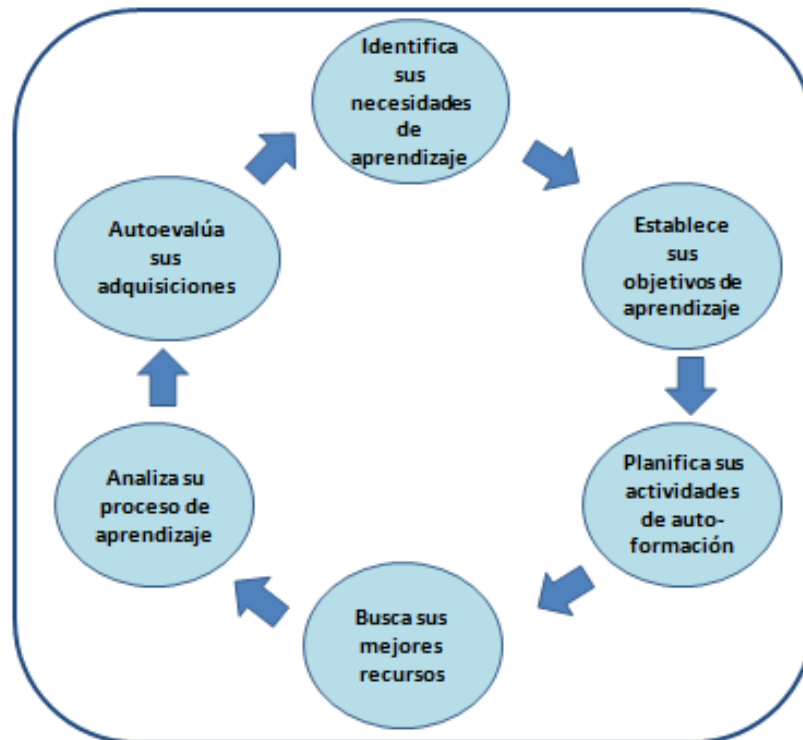 Identifica
sus
necesidades
de
aprendizaje
Establece
sus
objetivos de
aprendizaje
Planifica sus
actividades
de auto-
formación
Busca sus
mejores
recursos
Analiza su
proceso de
aprendizaje
Autoevalúa
sus
adquisiciones